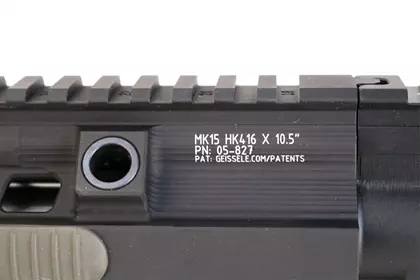 MK15 HK416 X 10.5"
PN: 05-827
PAT: GEISSELE.COM/PATENTS